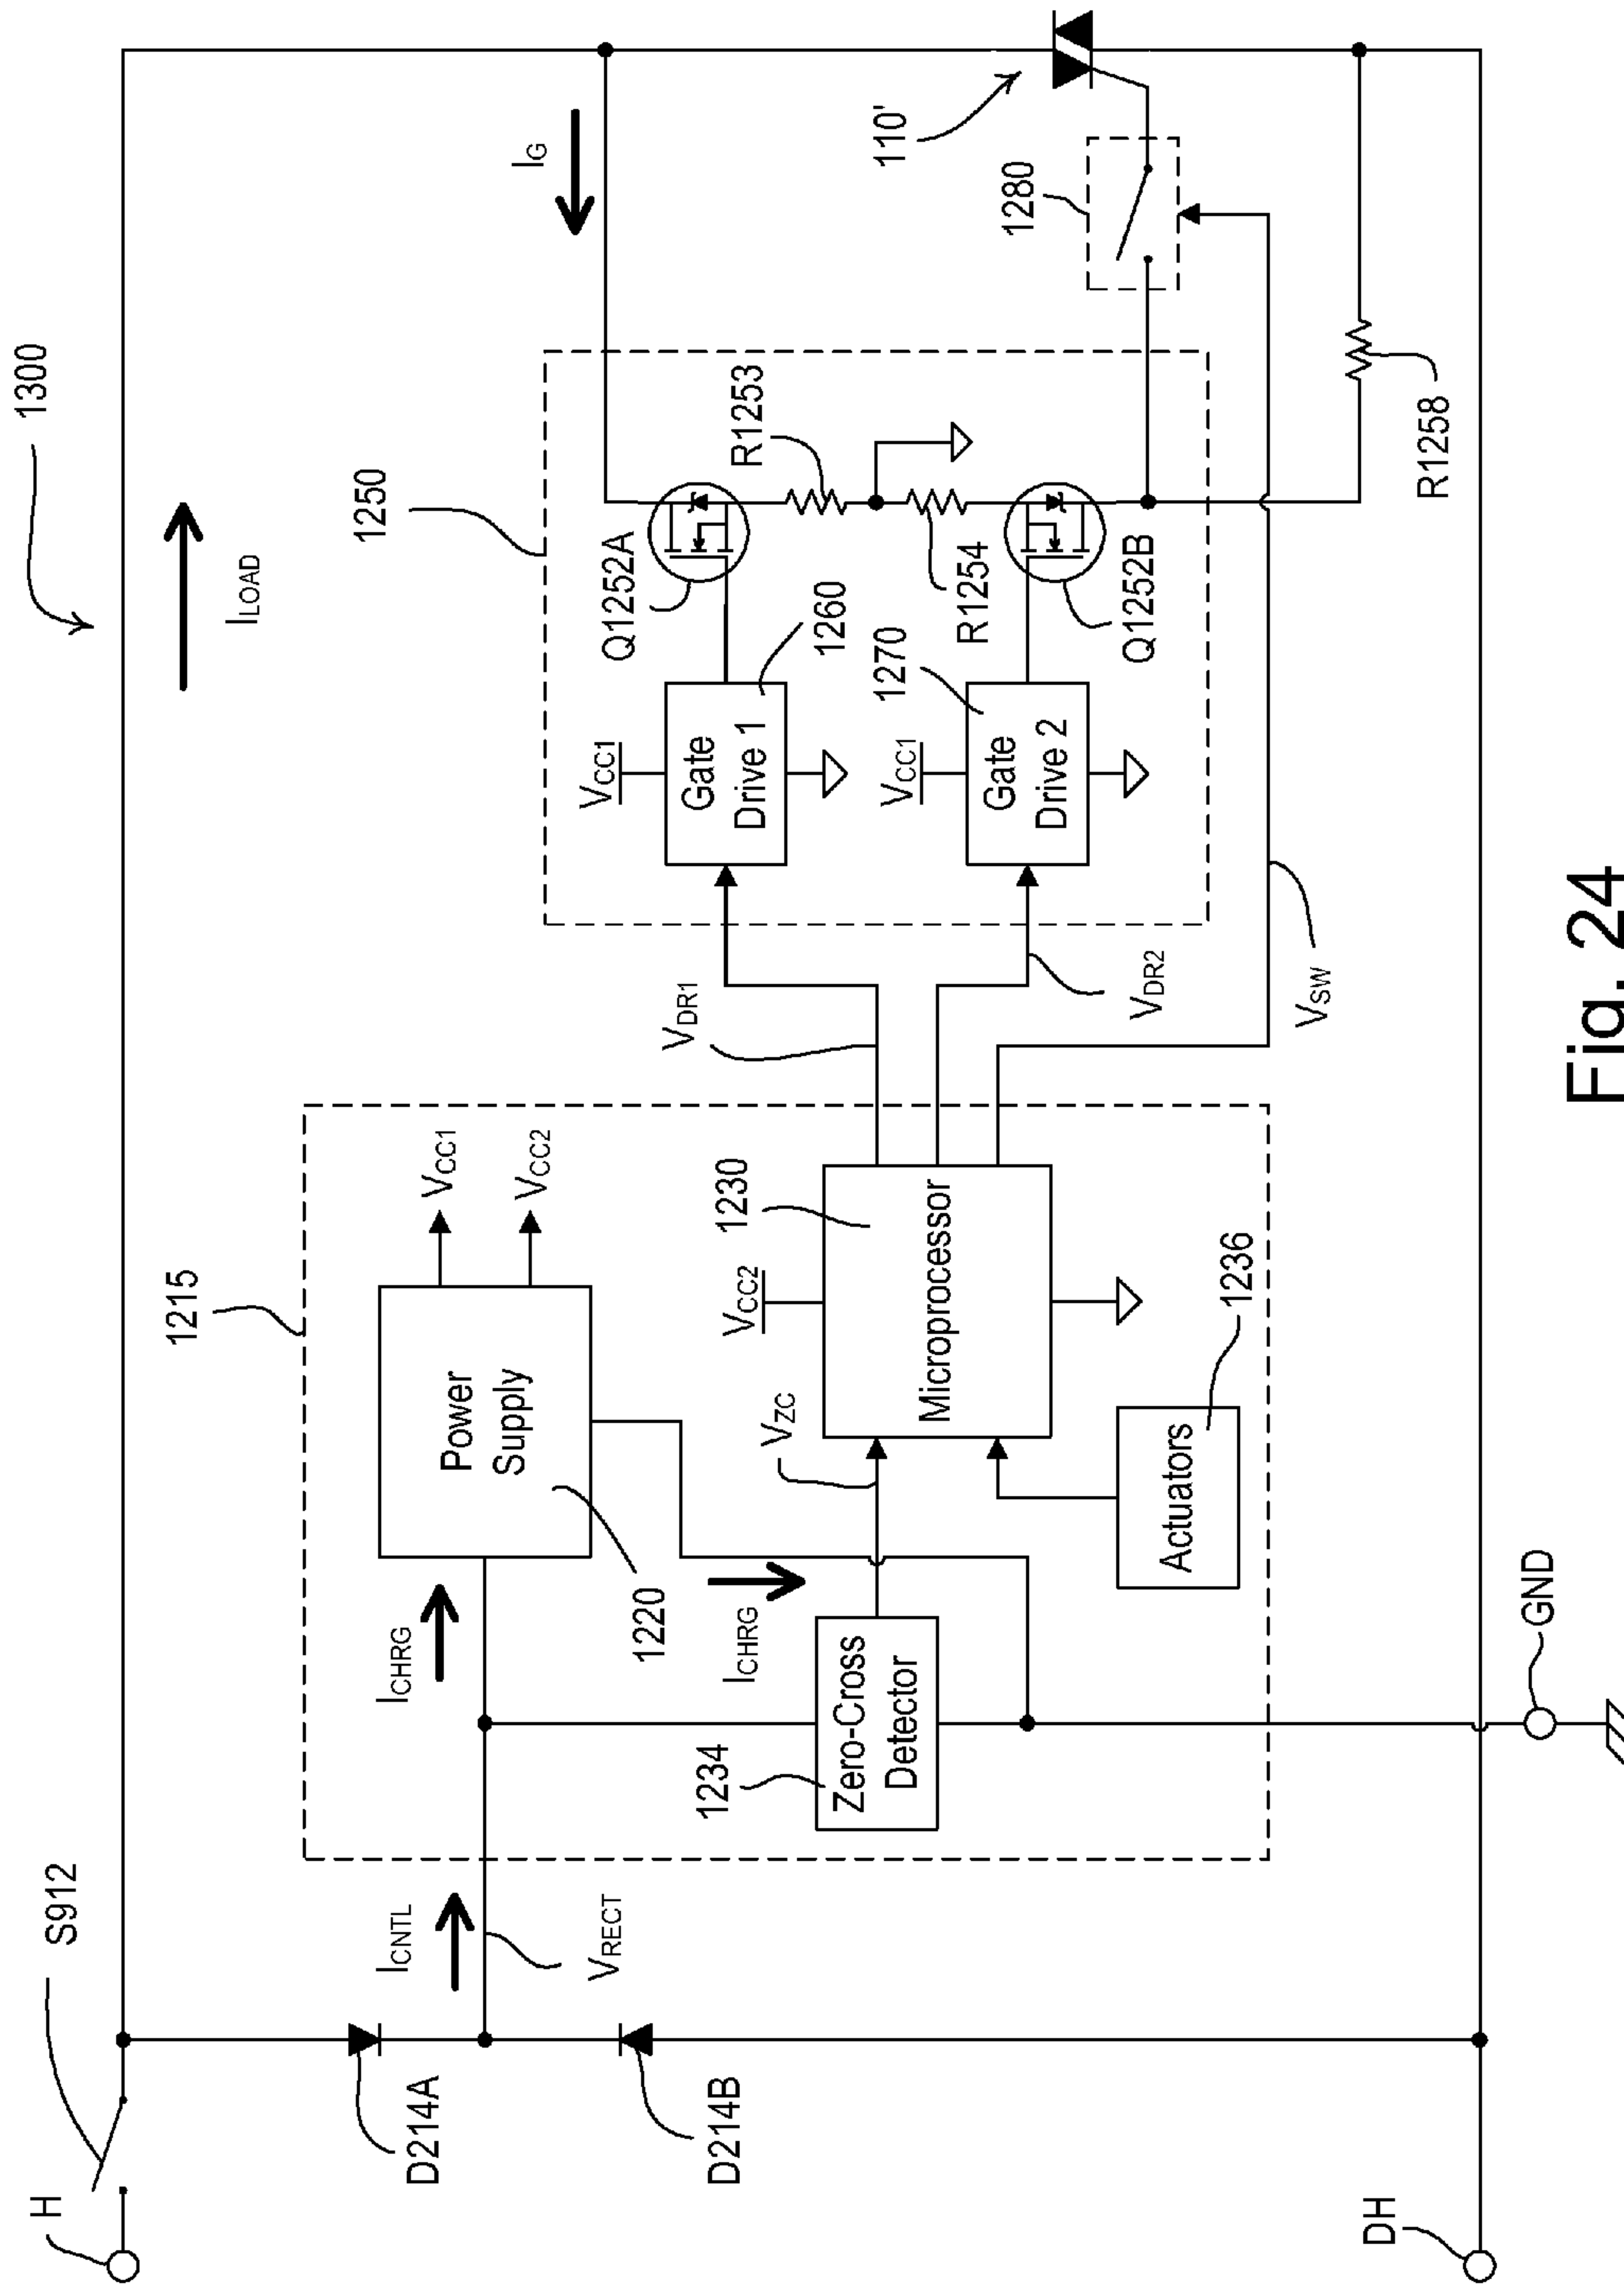 1300
S912
H
I_LOAD
1215
1250
I_G
I_CNTL
I_CHRG
Power
Supply
V_CC1
V_CC2
D214A
V_RECT
1220
I_CHRG
1234
Zero-Cross
Detector
V_ZC
V_CC2
1230
Microprocessor
Actuators
1236
D214B
V_DR1
V_DR2
V_SW
V_CC1
Gate
Drive 1
1260
Q1252A
R1253
V_CC1
Gate
Drive 2
1270
R1254
Q1252B
110'
1280
R1258
DH
GND
Fig. 24